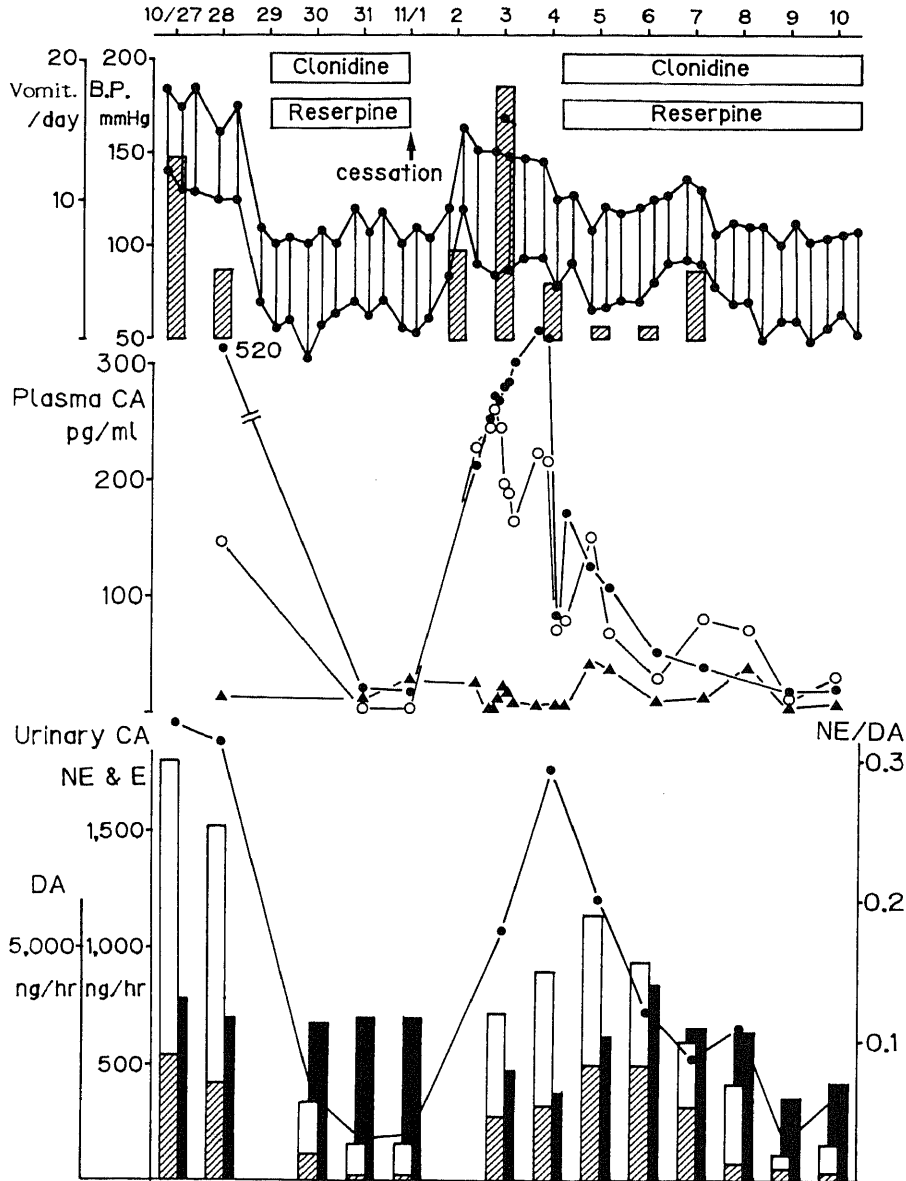 10/27 28 29 30 31 11/1 2 3 4 5 6 7 8 9 10
20 200
Clonidine Clonidine
Vomit. B.P.
/day mmHg
Reserpine Reserpine
150
cessation
10
100
50
520
300
Plasma CA
pg/ml
200
100
Urinary CA NE/DA
NE & E 0.3
1,500
DA
0.2
5,000 1,000
ng/hr ng/hr
500 0.1